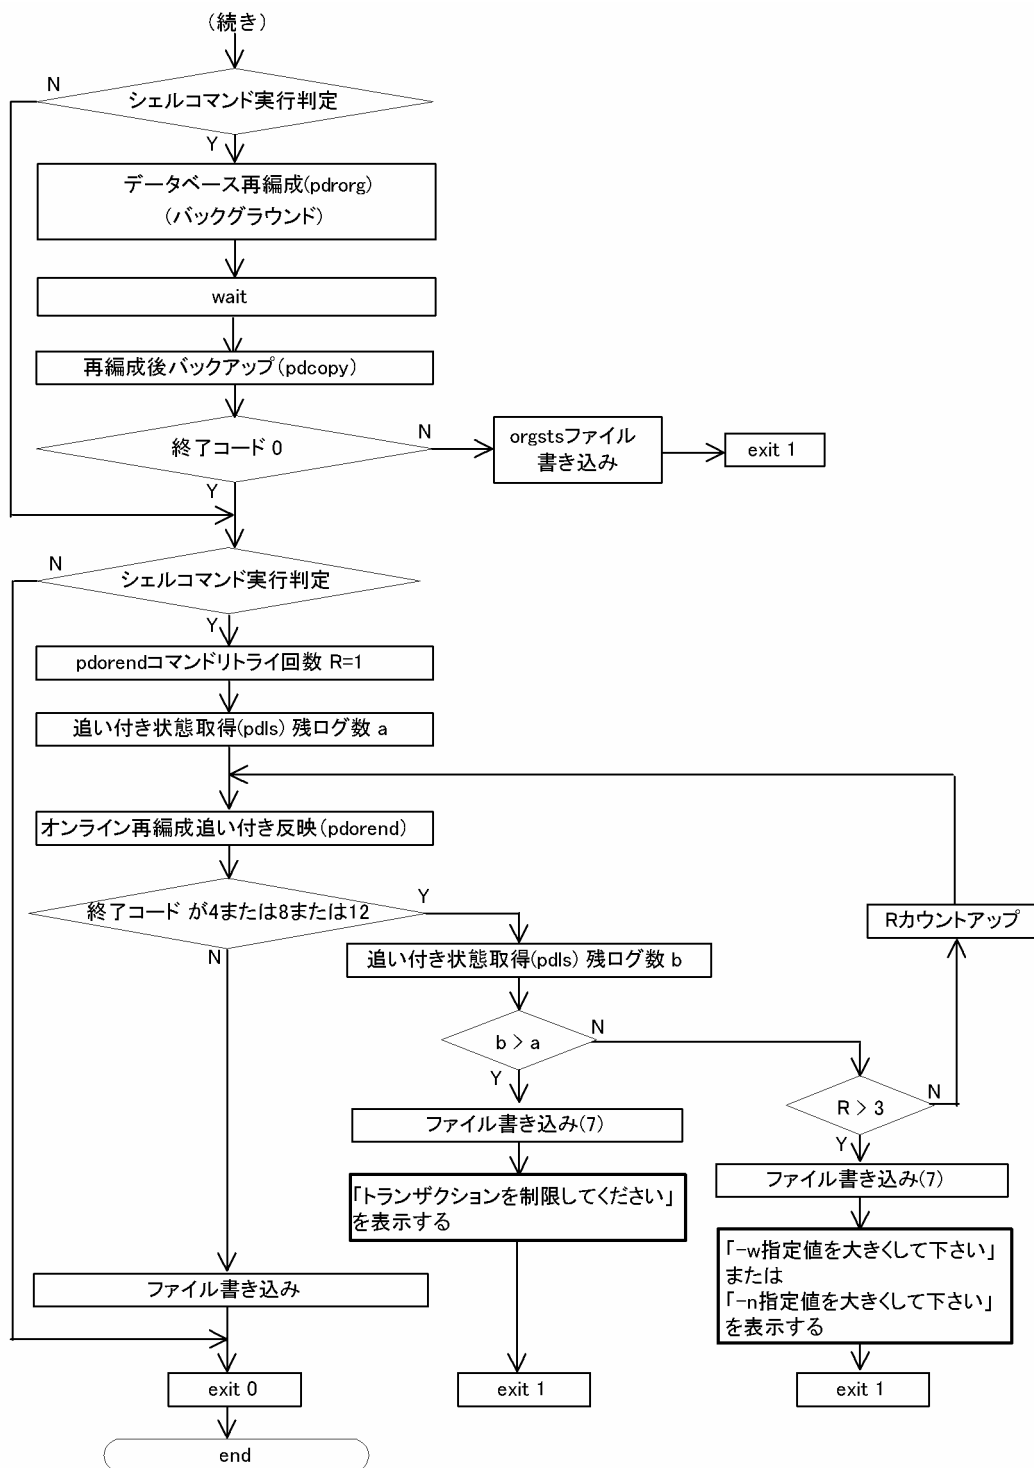 (続き)
N
シェルコマンド実行判定
Y
データベース再編成(pdrorg)
(バックグラウンド)
wait
再編成後バックアップ(pdcopy)
終了コード 0
N
orgstsファイル
書き込み
exit 1
Y
N
シェルコマンド実行判定
Y
pdorendコマンドリトライ回数 R=1
追い付き状態取得(pdls) 残ログ数 a
オンライン再編成追い付き反映(pdorend)
終了コード が4または8または12
Y
N
Rカウントアップ
追い付き状態取得(pdls) 残ログ数 b
b > a
N
Y
R > 3
N
Y
ファイル書き込み(7)
「トランザクションを制限してください」
を表示する
ファイル書き込み(7)
「-w指定値を大きくして下さい」
または
「-n指定値を大きくして下さい」
を表示する
ファイル書き込み
exit 0
exit 1
exit 1
end